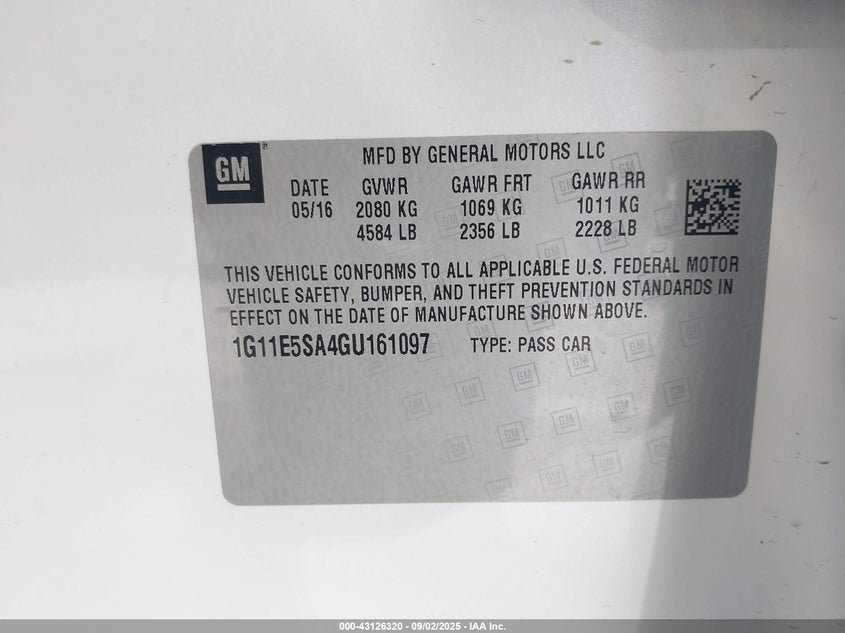 GM
MFD BY GENERAL MOTORS LLC
DATE GVWR GAWR FRT GAWR RR
05/16 2080 KG 1069 KG 1011 KG
4584 LB 2356 LB 2228 LB
THIS VEHICLE CONFORMS TO ALL APPLICABLE U.S. FEDERAL MOTOR
VEHICLE SAFETY, BUMPER, AND THEFT PREVENTION STANDARDS IN
EFFECT ON THE DATE OF MANUFACTURE SHOWN ABOVE.
1G11E5SA4GU161097 TYPE: PASS CAR
000-43126320 - 09/02/2025 - IAA Inc.